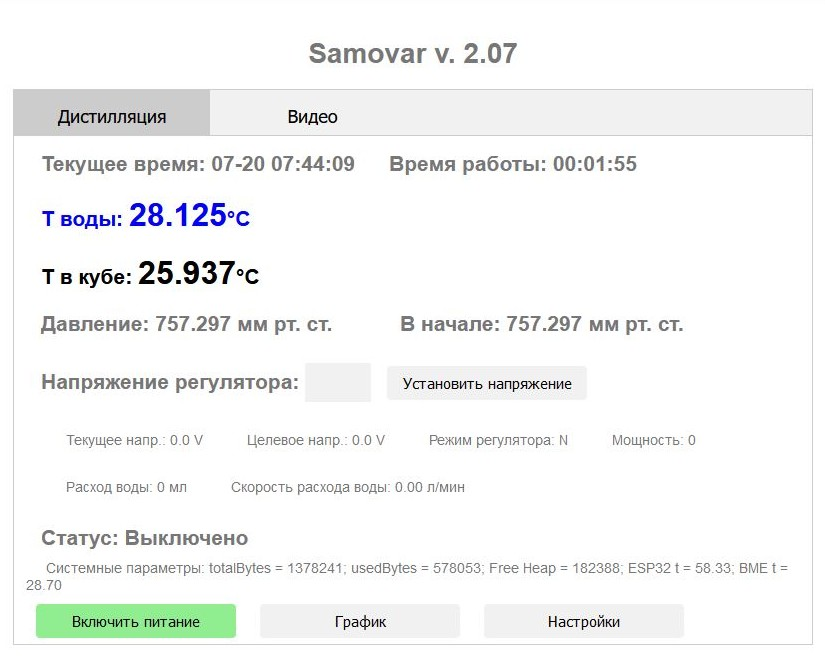 Samovar v. 2.07
Дистилляция Видео
Текущее время: 07-20 07:44:09 Время работы: 00:01:55
Т воды: 28.125°C
Т в кубе: 25.937°C
Давление: 757.297 мм рт. ст. В начале: 757.297 мм рт. ст.
Напряжение регулятора: Установить напряжение
Текущее напр.: 0.0 V Целевое напр.: 0.0 V Режим регулятора: N Мощность: 0
Расход воды: 0 мл Скорость расхода воды: 0.00 л/мин
Статус: Выключено
Системные параметры: totalBytes = 1378241; usedBytes = 578053; Free Heap = 182388; ESP32 t = 58.33; BME t =
28.70
Включить питание График Настройки